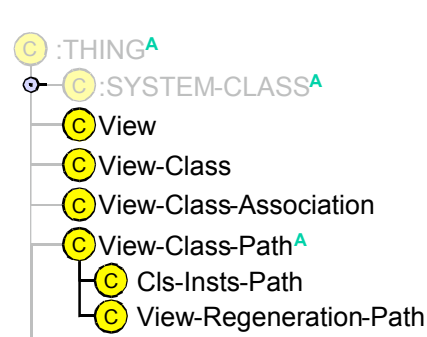 C :THING A
C :SYSTEM-CLASS A
C View
C View-Class
C View-Class-Association
C View-Class-Path A
C Cls-Insts-Path
C View-Regeneration-Path